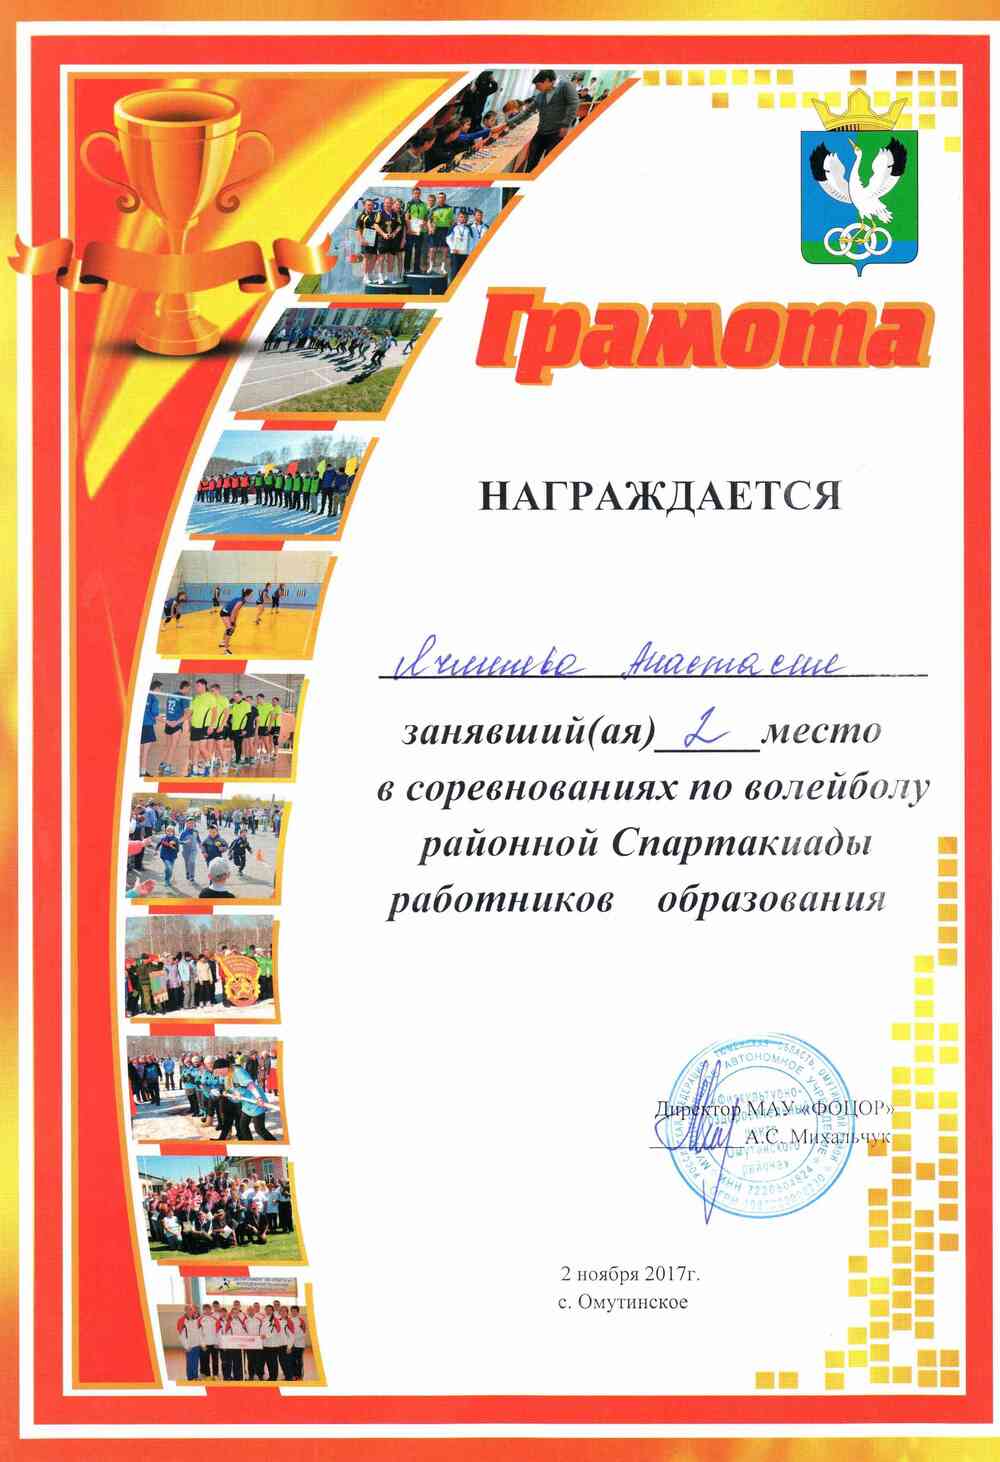 Грамота
НАГРАЖДАЕТСЯ
Анастасия
занявший(ая) 2 место
в соревнованиях по волейболу
районной Спартакиады
работников образования
Директор МАУ «ФОЦОР»
А.С. Михальчук
2 ноября 2017г.
с. Омутинское